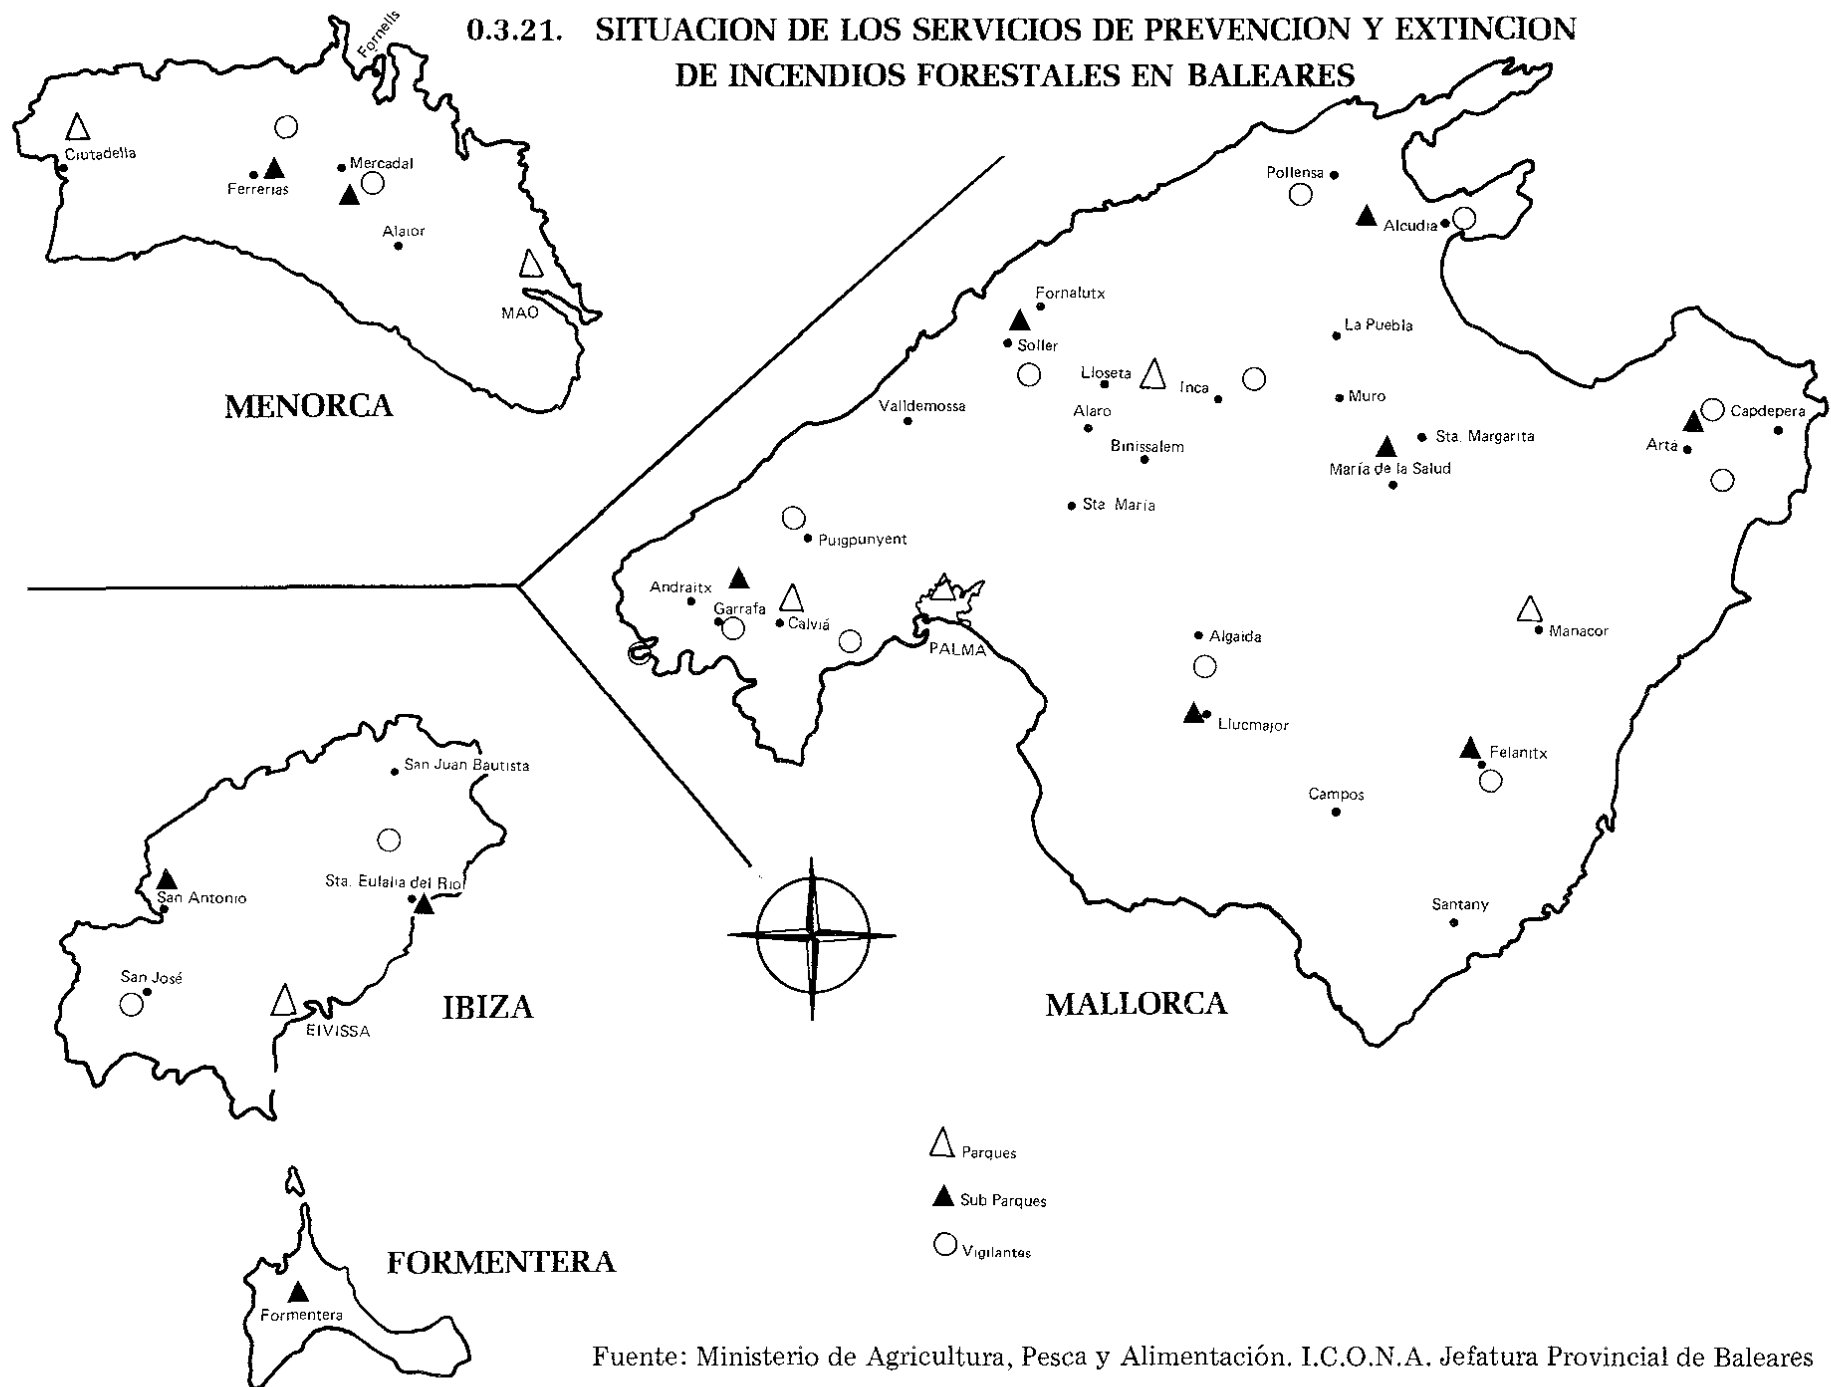 0.3.21. SITUACION DE LOS SERVICIOS DE PREVENCION Y EXTINCION
DE INCENDIOS FORESTALES EN BALEARES
Fornells
Ciutadella
Mercadal
Ferrerias
Alaior
MAO
MENORCA
Pollensa
Alcudia
Fornalutx
Soller
La Puebla
Lloseta
Inca
Muro
Valldemossa
Alaro
Binissalem
Sta. Margarita
Capdepera
Artá
María de la Salud
Sta María
Puigpunyent
Andraitx
Garrafa
Calviá
PALMA
Algaida
Manacor
Llucmajor
Felanitx
Campos
Santany
MALLORCA
San Juan Bautista
Sta. Eulalia del Rio
San Antonio
San José
EIVISSA
IBIZA
Parques
Sub Parques
Vigilantes
FORMENTERA
Formentera
Fuente: Ministerio de Agricultura, Pesca y Alimentación. I.C.O.N.A. Jefatura Provincial de Baleares